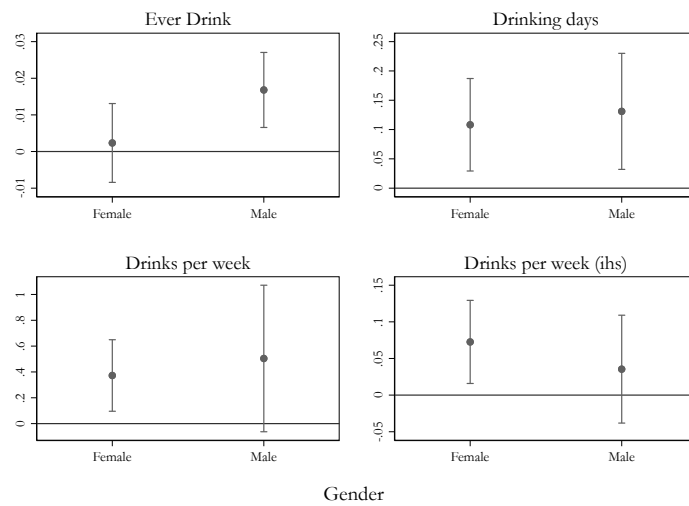 Ever Drink
.03
.02
.01
0
-.01
Female Male
Drinking days
.25
.2
.15
.1
.05
0
Female Male
Drinks per week
1
.8
.6
.4
.2
0
Female Male
Drinks per week (ihs)
.15
.1
.05
0
-.05
Female Male
Gender